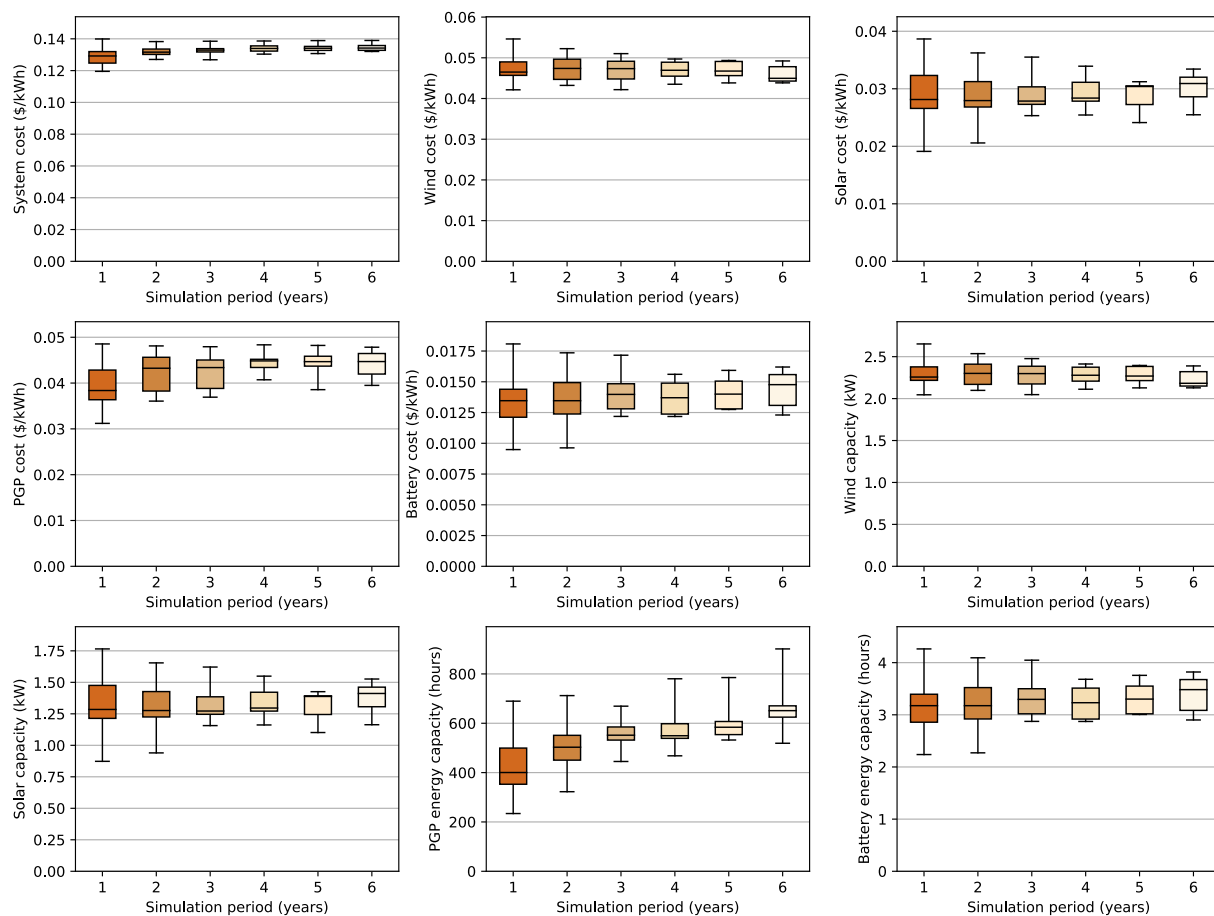 System cost ($/kWh)
0.14
0.12
0.10
0.08
0.06
0.04
0.02
0.00
1 2 3 4 5 6
Simulation period (years)
Wind cost ($/kWh)
0.06
0.05
0.04
0.03
0.02
0.01
0.00
1 2 3 4 5 6
Simulation period (years)
Solar cost ($/kWh)
0.04
0.03
0.02
0.01
0.00
1 2 3 4 5 6
Simulation period (years)
PGP cost ($/kWh)
0.05
0.04
0.03
0.02
0.01
0.00
1 2 3 4 5 6
Simulation period (years)
Battery cost ($/kWh)
0.0175
0.0150
0.0125
0.0100
0.0075
0.0050
0.0025
0.0000
1 2 3 4 5 6
Simulation period (years)
Wind capacity (kW)
2.5
2.0
1.5
1.0
0.5
0.0
1 2 3 4 5 6
Simulation period (years)
Solar capacity (kW)
1.75
1.50
1.25
1.00
0.75
0.50
0.25
0.00
1 2 3 4 5 6
Simulation period (years)
PGP energy capacity (hours)
800
600
400
200
0
1 2 3 4 5 6
Simulation period (years)
Battery energy capacity (hours)
4
3
2
1
0
1 2 3 4 5 6
Simulation period (years)